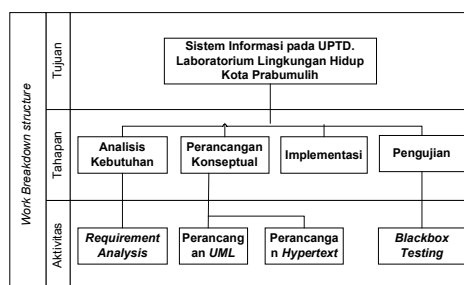 Work Breakdown structure
Tujuan
Sistem Informasi pada UPTD.
Laboratorium Lingkungan Hidup
Kota Prabumulih
Tahapan
Analisis
Kebutuhan
Perancangan
Konseptual
Implementasi
Pengujian
Aktivitas
Requirement
Analysis
Perancang
an UML
Perancanga
n Hypertext
Blackbox
Testing